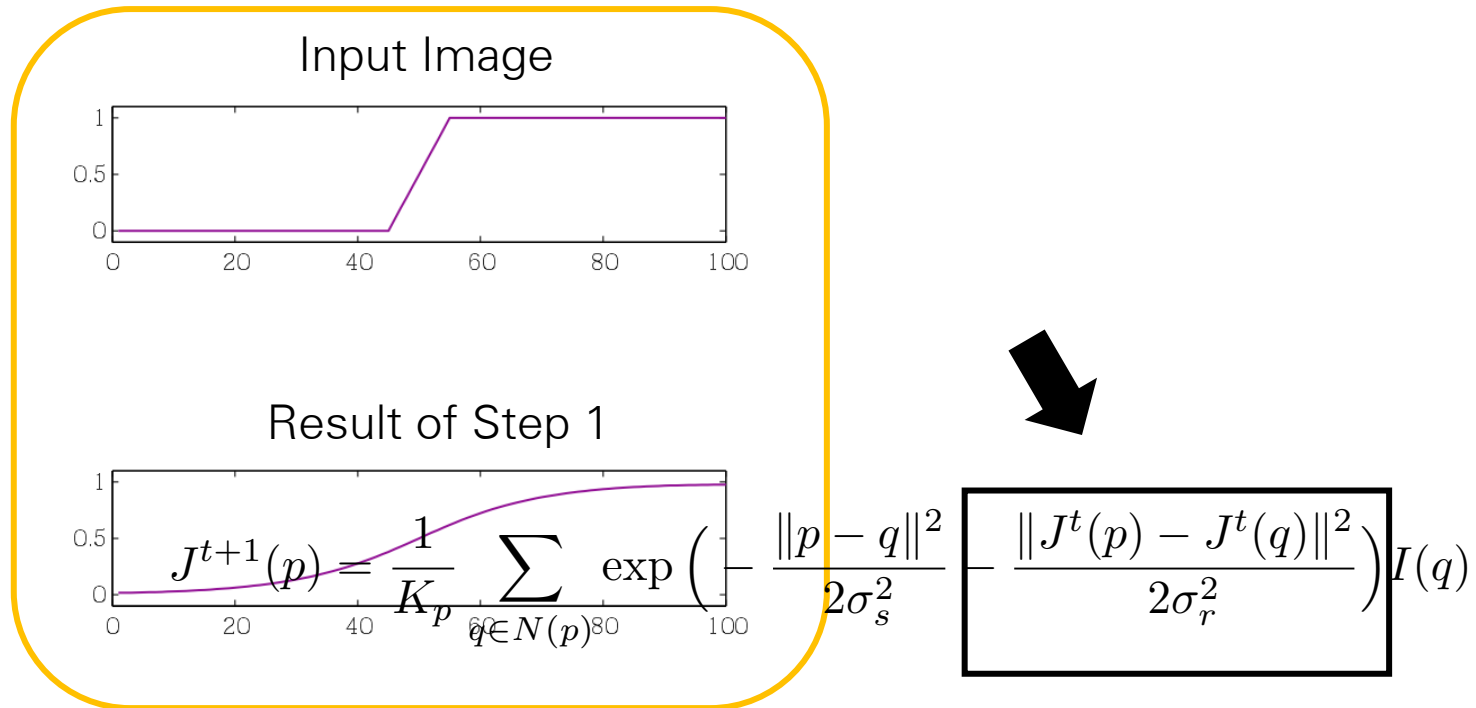 Input Image
1
0.5
0
0 20 40 60 80 100
Result of Step 1
1
0.5
0
0 20 40 60 80 100
J^{t+1}(p) = \frac{1}{K_p} \sum_{q \in N(p)} \exp\left( - \frac{\|p - q\|^2}{2\sigma_s^2} - \frac{\|J^t(p) - J^t(q)\|^2}{2\sigma_r^2} \right) I(q)